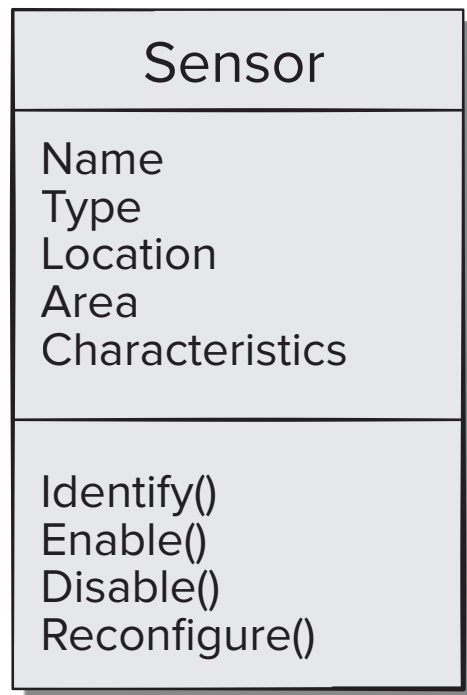 Sensor
Name
Type
Location
Area
Characteristics
Identify()
Enable()
Disable()
Reconfigure()